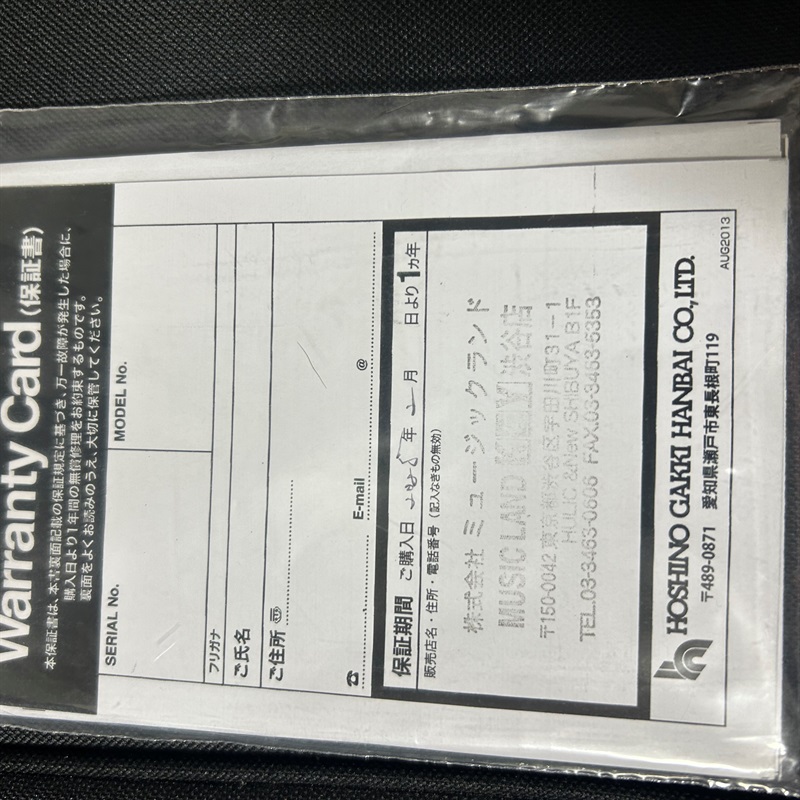 Warranty Card (保証書)
本保証書は、本書裏面記載の保証規定に基づき、万一故障が発生した場合に、
購入日より1年間の無償修理をお約束するものです。
裏面をよくお読みのうえ、大切に保管してください。
SERIAL No.
MODEL No.
フリガナ
ご氏名
ご住所 〠
☎
E-mail @
保証期間 ご購入日 年 月 日より1カ年
販売店名・住所・電話番号 (記入なきもの無効)
株式会社 ミュージックランド
MUSIC LAND KEY 渋谷店
〒150-0042 東京都渋谷区宇田川町31-1
HULIC &New SHIBUYA B1F
TEL.03-3463-0606 FAX.03-3463-5353
HOSHINO GAKKI HANBAI CO., LTD.
〒489-0871 愛知県瀬戸市東長根町119
AUG2013